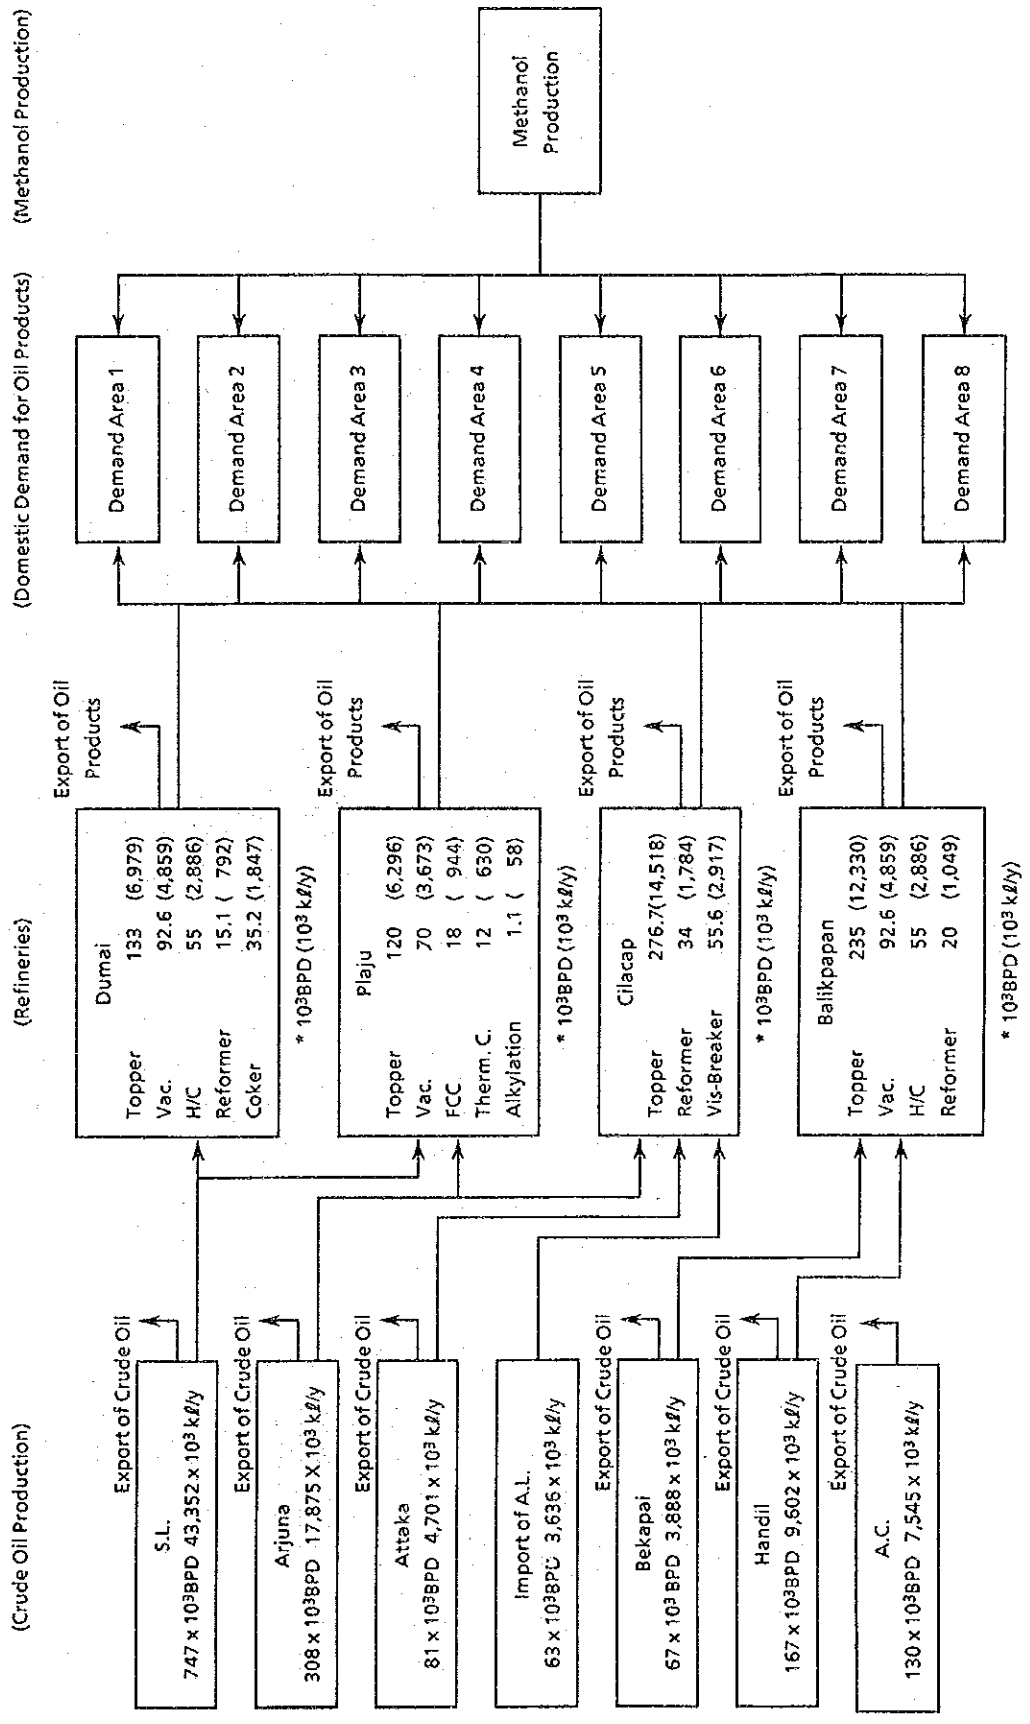 (Crude Oil Production)
(Refineries)
(Domestic Demand for Oil Products)
(Methanol Production)
Export of Crude Oil
S.L.
747 x 10³BPD 43,352 x 10³ kℓ/y
Export of Crude Oil
Arjuna
308 x 10³BPD 17,875 X 10³ kℓ/y
Export of Crude Oil
Attaka
81 x 10³BPD 4,701 x 10³ kℓ/y
Import of A.L.
63 x 10³BPD 3,636 x 10³ kℓ/y
Export of Crude Oil
Bekapai
67 x 10³ BPD 3,888 x 10³ kℓ/y
Export of Crude Oil
Handil
167 x 10³BPD 9,602 x 10³ kℓ/y
Export of Crude Oil
A.C.
130 x 10³BPD 7,545 x 10³ kℓ/y
Dumai
Topper 133 (6,979)
Vac. 92.6 (4,859)
H/C 55 (2,886)
Reformer 15.1 ( 792)
Coker 35.2 (1,847)
* 10³BPD (10³ kℓ/y)
Export of Oil
Products
Plaju
Topper 120 (6,296)
Vac. 70 (3,673)
FCC 18 ( 944)
Therm. C. 12 ( 630)
Alkylation 1.1 ( 58)
* 10³BPD (10³ kℓ/y)
Export of Oil
Products
Cilacap
Topper 276.7(14,518)
Reformer 34 (1,784)
Vis-Breaker 55.6 (2,917)
* 10³BPD (10³ kℓ/y)
Export of Oil
Products
Balikpapan
Topper 235 (12,330)
Vac. 92.6 (4,859)
H/C 55 (2,886)
Reformer 20 (1,049)
* 10³BPD (10³ kℓ/y)
Export of Oil
Products
Demand Area 1
Demand Area 2
Demand Area 3
Demand Area 4
Demand Area 5
Demand Area 6
Demand Area 7
Demand Area 8
Methanol
Production